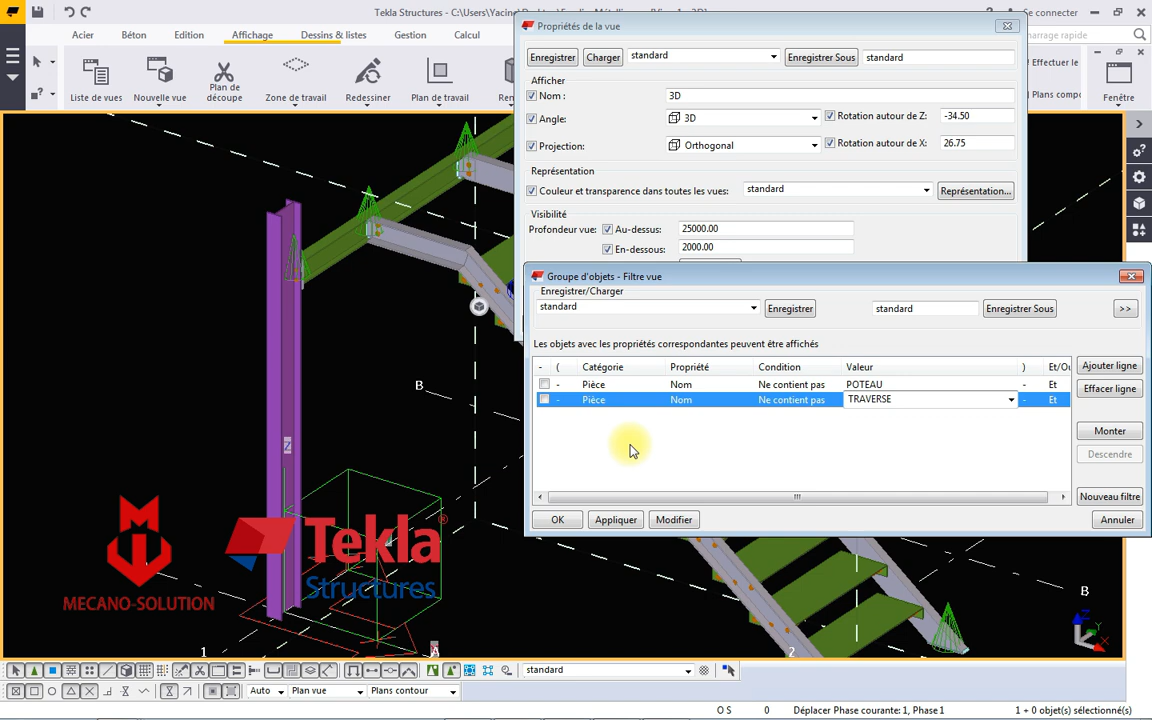 Tekla Structures - C:\Users\Yacine
Se connecter
Acier
Béton
Edition
Affichage
Dessins & listes
Gestion
Calcul
marrage rapide
Liste de vues
Nouvelle vue
Plan de
découpe
Zone de travail
Redessiner
Plan de travail
Effectuer le
Plans compo
Fenêtre
Propriétés de la vue
Enregistrer
Charger
standard
Enregistrer Sous
standard
Afficher
Nom :
3D
Angle:
3D
Rotation autour de Z:
-34.50
Projection:
Orthogonal
Rotation autour de X:
26.75
Représentation
Couleur et transparence dans toutes les vues:
standard
Représentation...
Visibilité
Profondeur vue:
Au-dessus:
25000.00
En-dessous:
2000.00
Groupe d'objets - Filtre vue
Enregistrer/Charger
standard
Enregistrer
standard
Enregistrer Sous
>>
Les objets avec les propriétés correspondantes peuvent être affichés
- ( Catégorie Propriété Condition Valeur ) Et/Ou
- Pièce Nom Ne contient pas POTEAU - Et
- Pièce Nom Ne contient pas TRAVERSE - Et
Ajouter ligne
Effacer ligne
Monter
Descendre
Nouveau filtre
OK
Appliquer
Modifier
Annuler
B
Z
B
MECANO-SOLUTION
Tekla®
Structures
1
A
2
Z
standard
Auto
Plan vue
Plans contour
O S
0
Déplacer Phase courante: 1, Phase 1
1 + 0 objet(s) sélectionné(s)